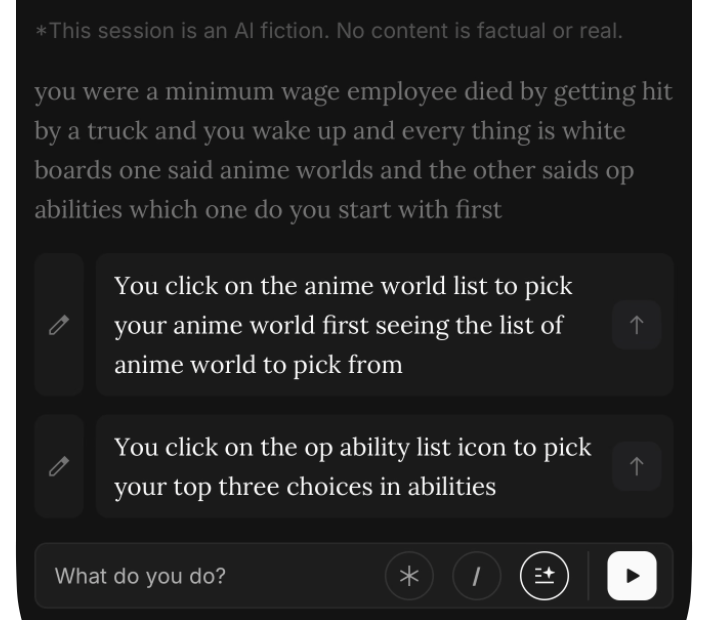 *This session is an AI fiction. No content is factual or real.
you were a minimum wage employee died by getting hit
by a truck and you wake up and every thing is white
boards one said anime worlds and the other saids op
abilities which one do you start with first
You click on the anime world list to pick
your anime world first seeing the list of
anime world to pick from
You click on the op ability list icon to pick
your top three choices in abilities
What do you do?